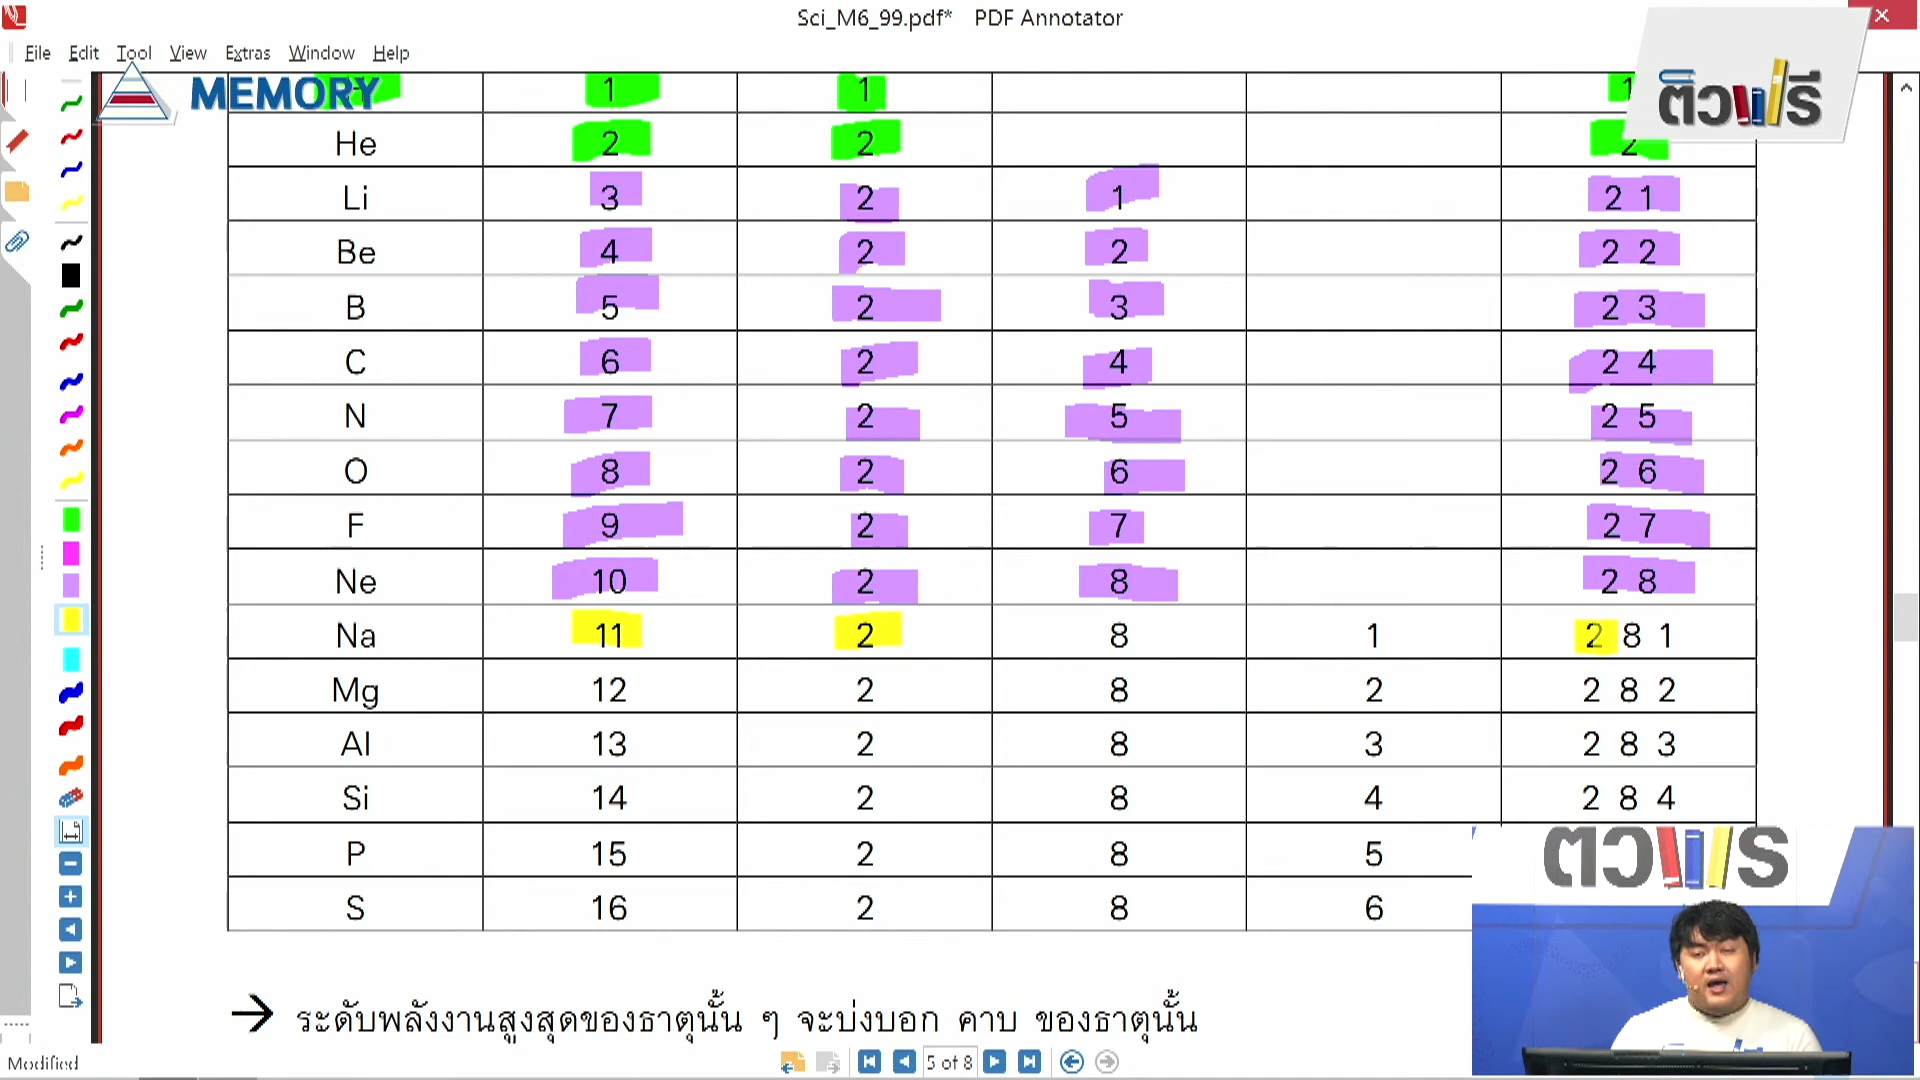 Sci_M6_99.pdf* PDF Annotator
File Edit Tool View Extras Window Help
MEMORY
ติวฟรี
1 1 1
He 2 2 2
Li 3 2 1 2 1
Be 4 2 2 2 2
B 5 2 3 2 3
C 6 2 4 2 4
N 7 2 5 2 5
O 8 2 6 2 6
F 9 2 7 2 7
Ne 10 2 8 2 8
Na 11 2 8 1 2 8 1
Mg 12 2 8 2 2 8 2
Al 13 2 8 3 2 8 3
Si 14 2 8 4 2 8 4
P 15 2 8 5
S 16 2 8 6
→ ระดับพลังงานสูงสุดของธาตุนั้น ๆ จะบ่งบอก คาบ ของธาตุนั้น
Modified
5 of 8